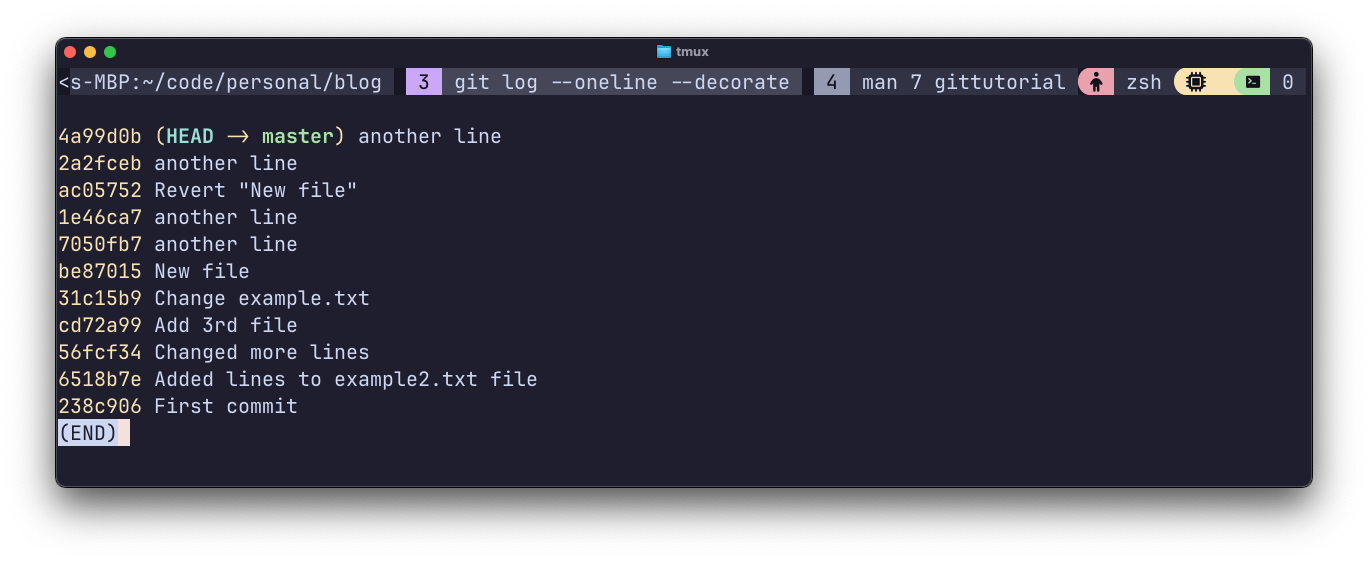 tmux
<s-MBP:~/code/personal/blog 3 git log --oneline --decorate 4 man 7 gittutorial zsh 0
4a99d0b (HEAD -> master) another line
2a2fceb another line
ac05752 Revert "New file"
1e46ca7 another line
7050fb7 another line
be87015 New file
31c15b9 Change example.txt
cd72a99 Add 3rd file
56fcf34 Changed more lines
6518b7e Added lines to example2.txt file
238c906 First commit
(END)